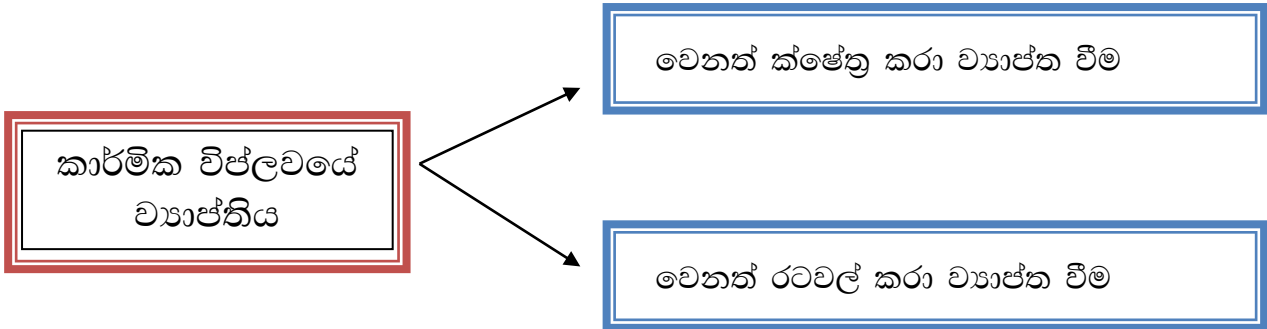 කාර්මික විප්ලවයේ
ව්‍යාප්තිය
වෙනත් ක්ෂේත්‍ර කරා ව්‍යාප්ත වීම
වෙනත් රටවල් කරා ව්‍යාප්ත වීම